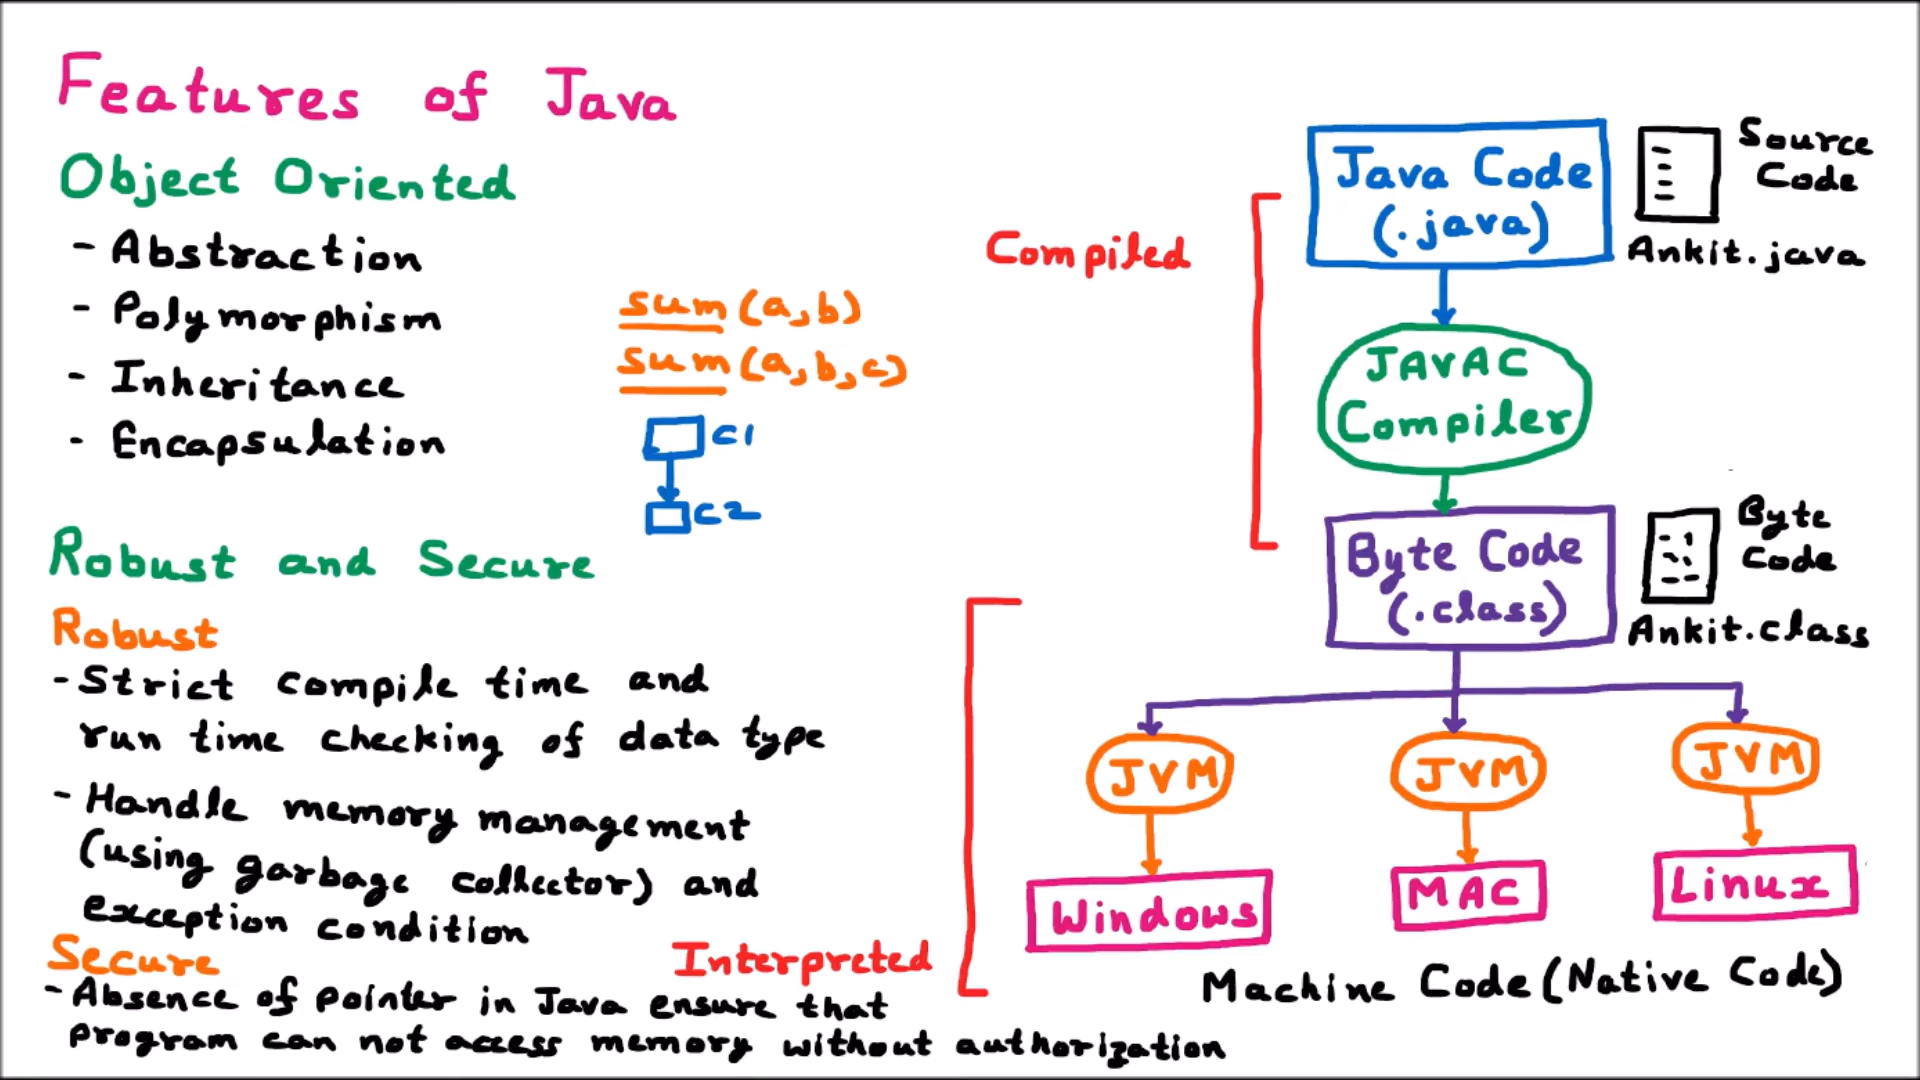 Features of Java
Object Oriented
- Abstraction
- Polymorphism
- Inheritance
- Encapsulation
sum(a,b)
sum(a,b,c)
C1
C2
Robust and Secure
Robust
- Strict compile time and
run time checking of data type
- Handle memory management
(using garbage collector) and
exception condition
Secure
- Absence of pointer in Java ensure that
program can not access memory without authorization
Compiled
Java Code
(.java)
Source
Code
Ankit.java
JAVAC
Compiler
Byte Code
(.class)
Byte
Code
Ankit.class
Interpreted
JVM JVM JVM
Windows MAC Linux
Machine Code (Native Code)